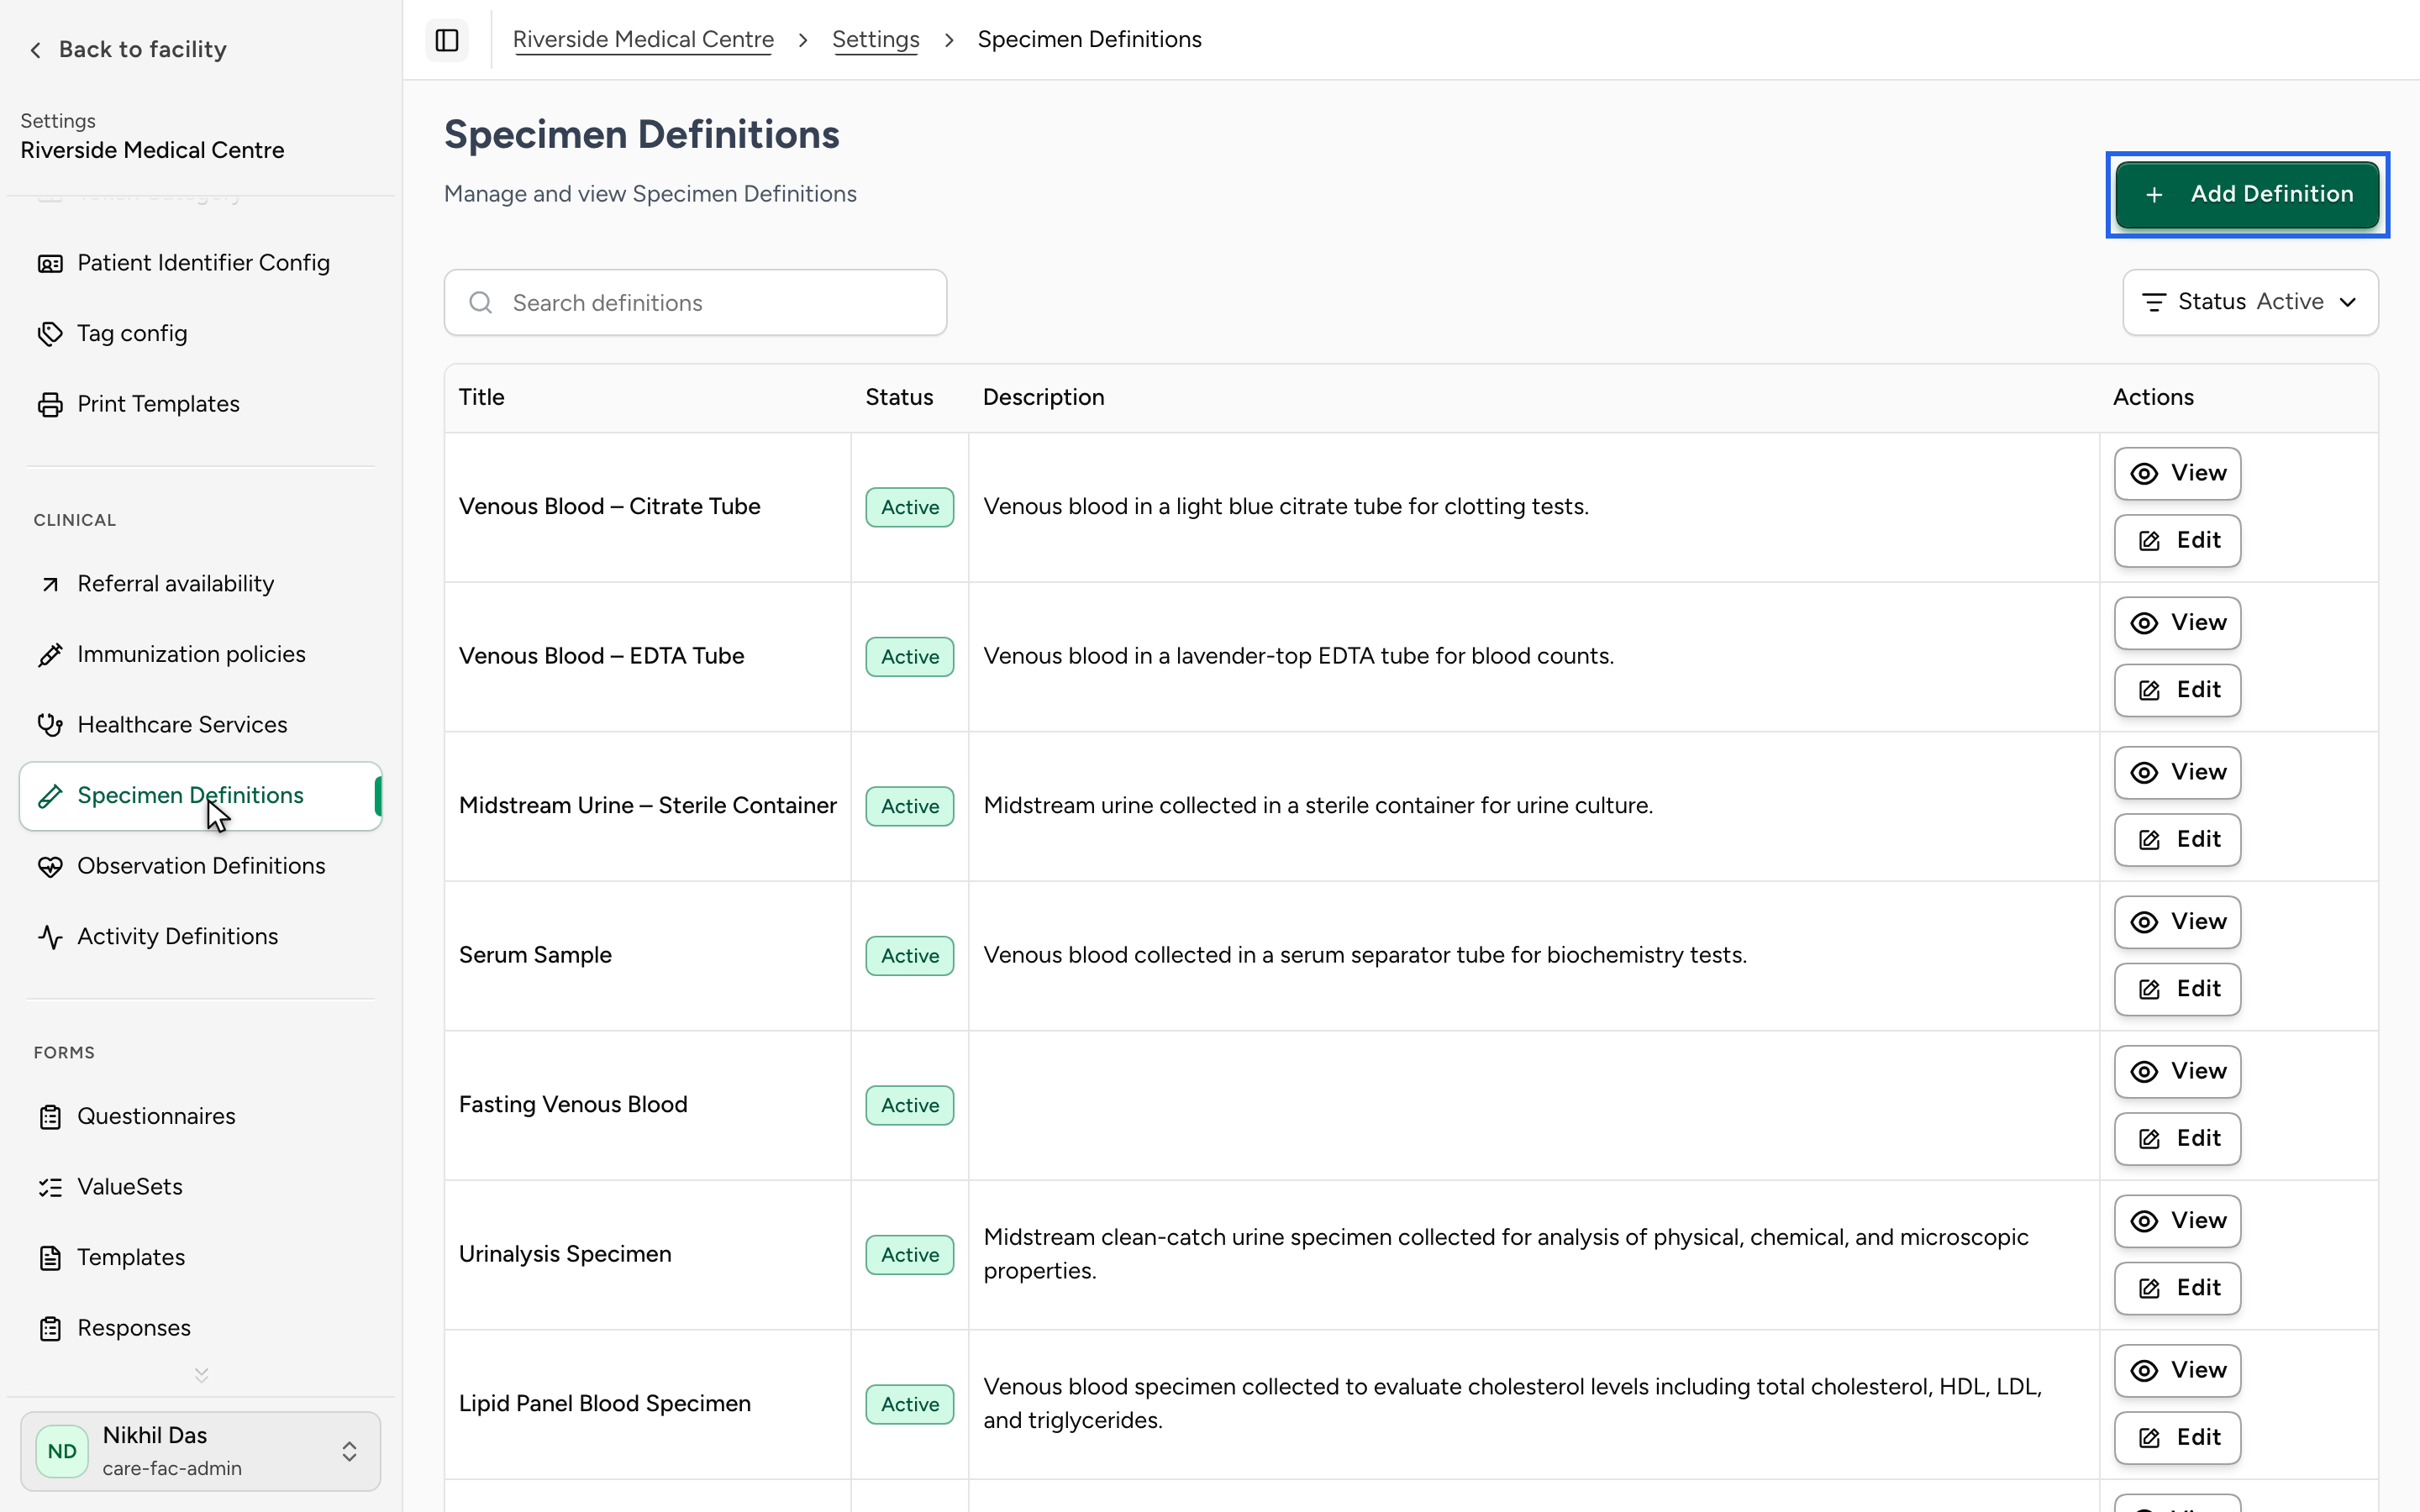 Back to facility
Settings
Riverside Medical Centre
Patient Identifier Config
Tag config
Print Templates
CLINICAL
Referral availability
Immunization policies
Healthcare Services
Specimen Definitions
Observation Definitions
Activity Definitions
FORMS
Questionnaires
ValueSets
Templates
Responses
ND
Nikhil Das
care-fac-admin
Riverside Medical Centre > Settings > Specimen Definitions
Specimen Definitions
Manage and view Specimen Definitions
+ Add Definition
Search definitions
Status Active
Title Status Description Actions
Venous Blood – Citrate Tube Active Venous blood in a light blue citrate tube for clotting tests. View
Edit
Venous Blood – EDTA Tube Active Venous blood in a lavender-top EDTA tube for blood counts. View
Edit
Midstream Urine – Sterile Container Active Midstream urine collected in a sterile container for urine culture. View
Edit
Serum Sample Active Venous blood collected in a serum separator tube for biochemistry tests. View
Edit
Fasting Venous Blood Active View
Edit
Urinalysis Specimen Active Midstream clean-catch urine specimen collected for analysis of physical, chemical, and microscopic
properties.
View
Edit
Lipid Panel Blood Specimen Active Venous blood specimen collected to evaluate cholesterol levels including total cholesterol, HDL, LDL,
and triglycerides.
View
Edit